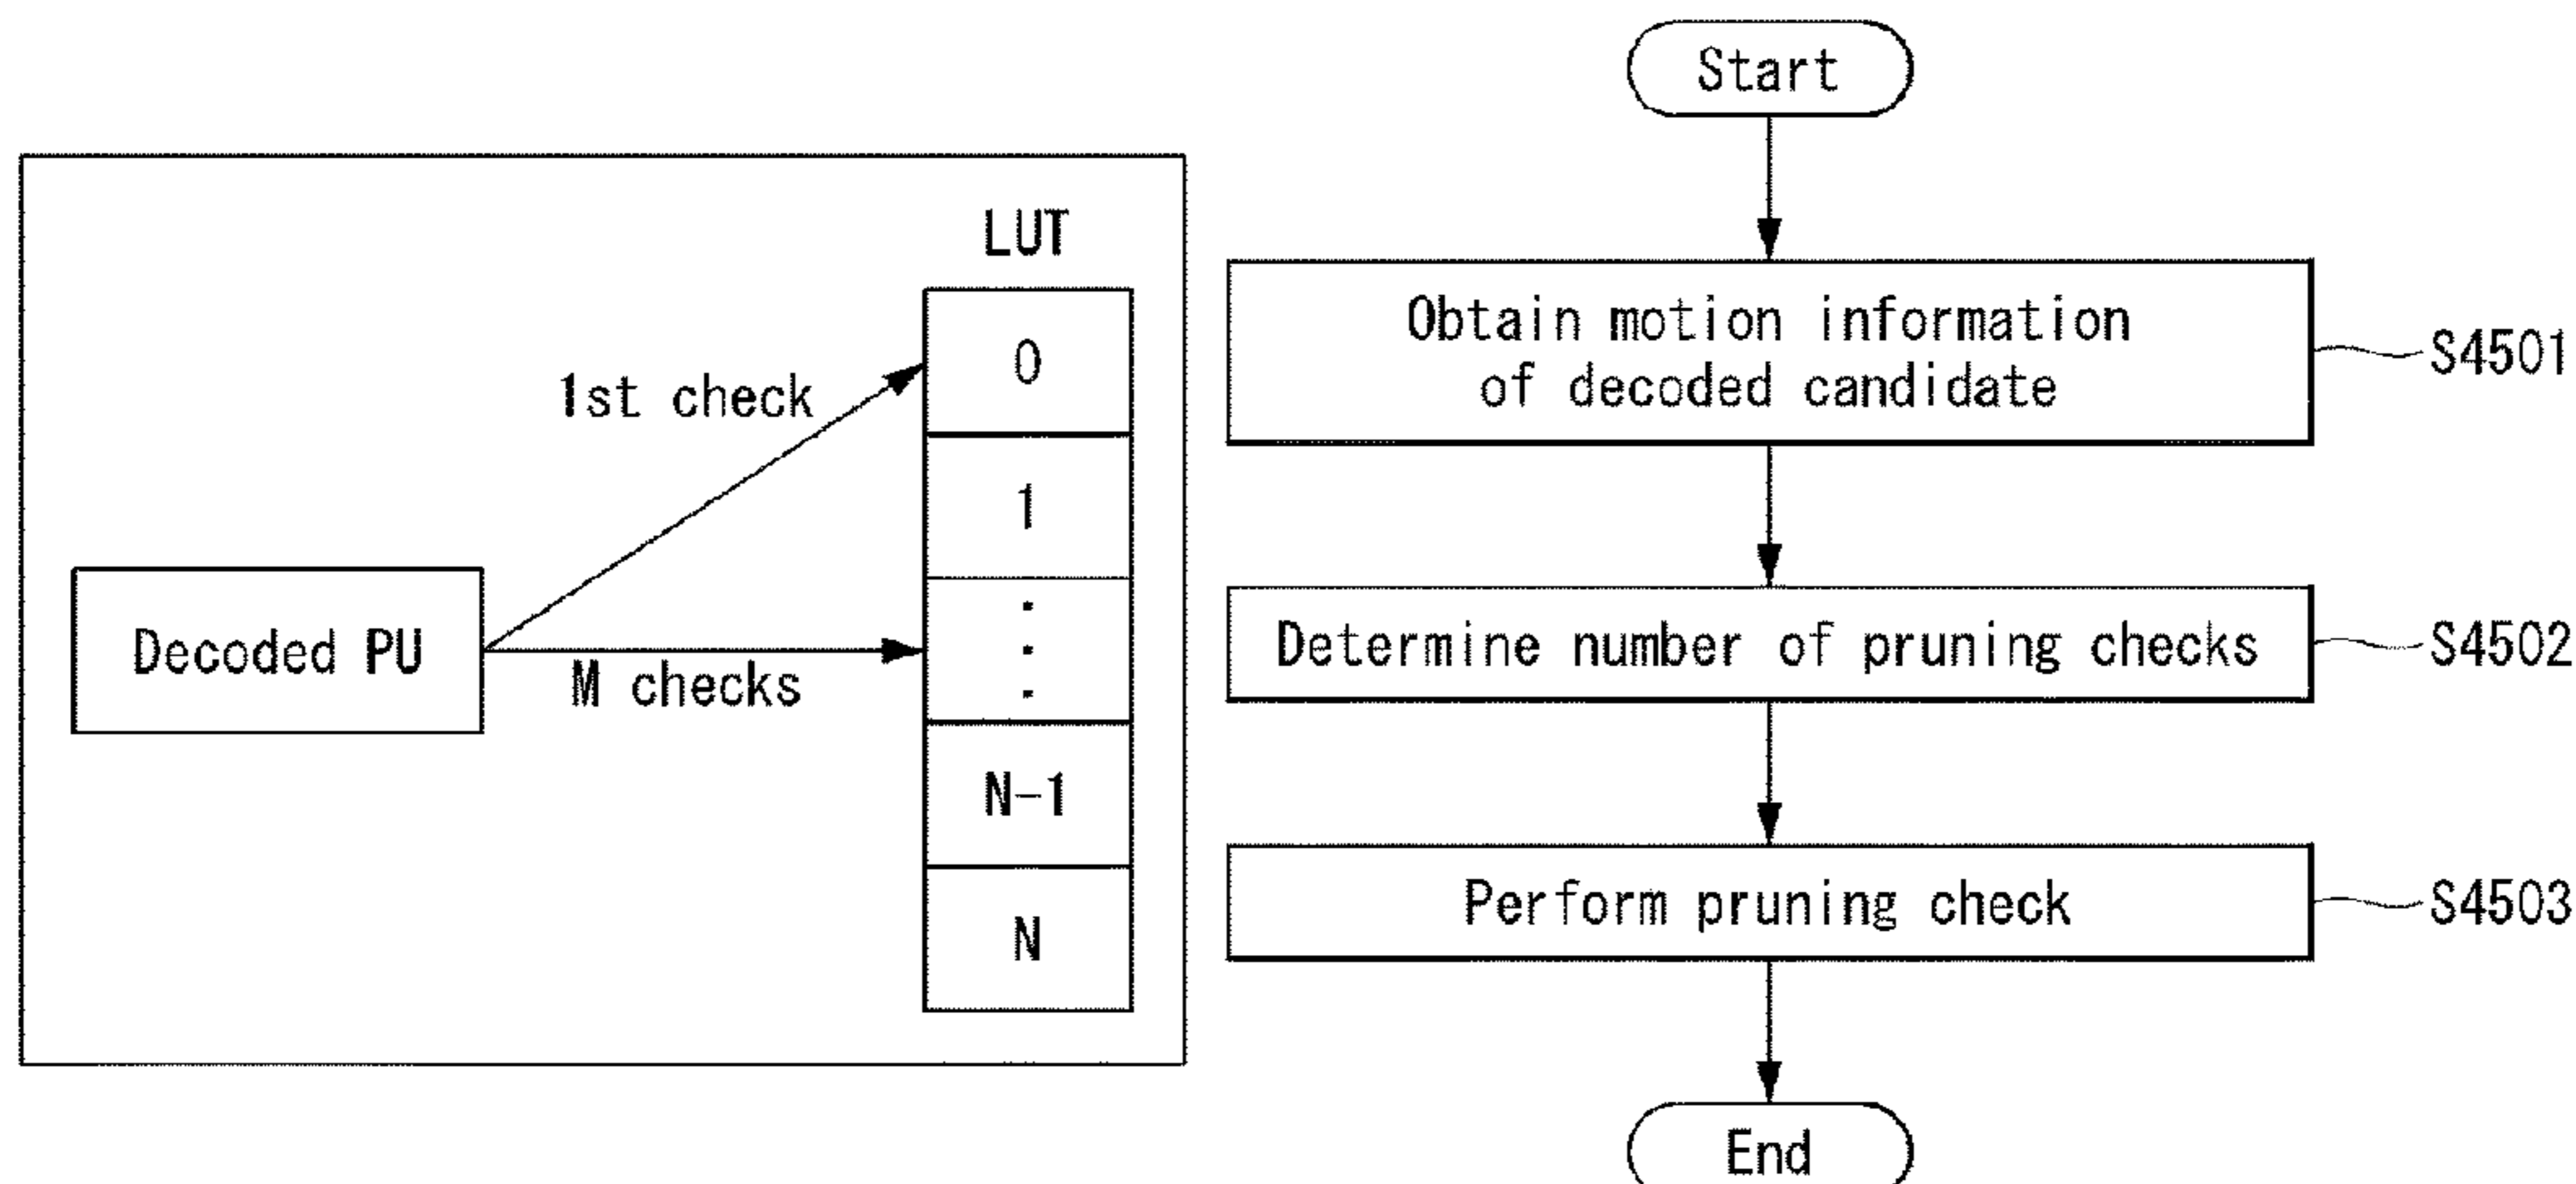 LUT
0
1
1st check
Decoded PU
M checks
N-1
N
Start
Obtain motion information
of decoded candidate
S4501
Determine number of pruning checks
S4502
Perform pruning check
S4503
End